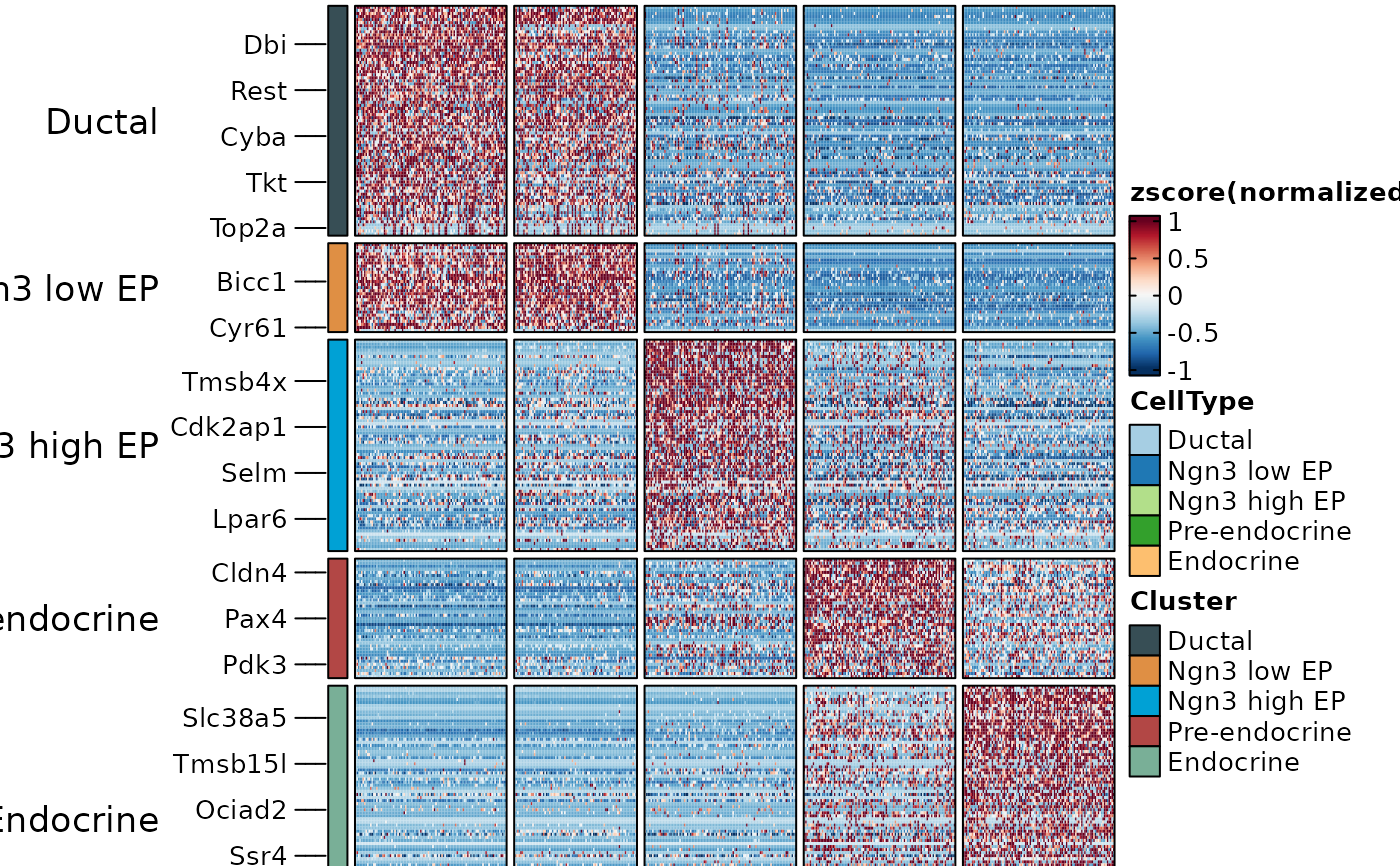 Dbi
Rest
Ductal
Cyba
Tkt
Top2a
n3 low EP
Bicc1
Cyr61
Tmsb4x
3 high EP
Cdk2ap1
Selm
Lpar6
Cldn4
endocrine
Pax4
Pdk3
Slc38a5
Tmsb15l
Endocrine
Ociad2
Ssr4
zscore(normalized
1
0.5
0
-0.5
-1
CellType
Ductal
Ngn3 low EP
Ngn3 high EP
Pre-endocrine
Endocrine
Cluster
Ductal
Ngn3 low EP
Ngn3 high EP
Pre-endocrine
Endocrine